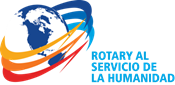 ROTARY AL
SERVICIO DE
LA HUMANIDAD